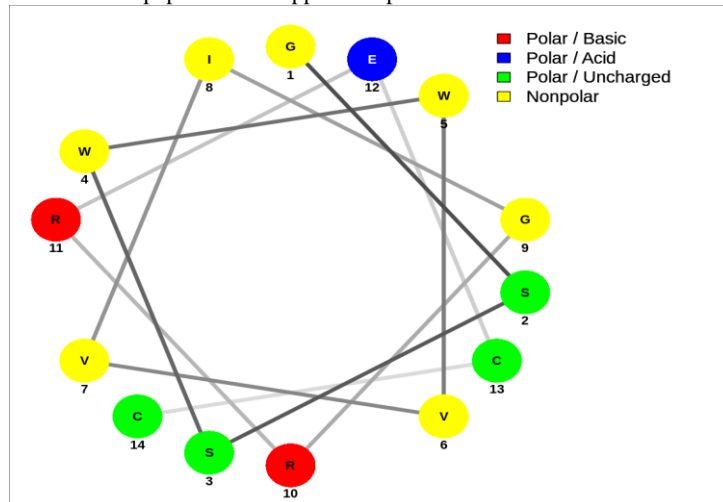 G
1
I
8
E
12
Polar / Basic
Polar / Acid
Polar / Uncharged
Nonpolar
W
5
W
4
R
11
G
9
S
2
V
7
C
13
C
14
V
6
S
3
R
10